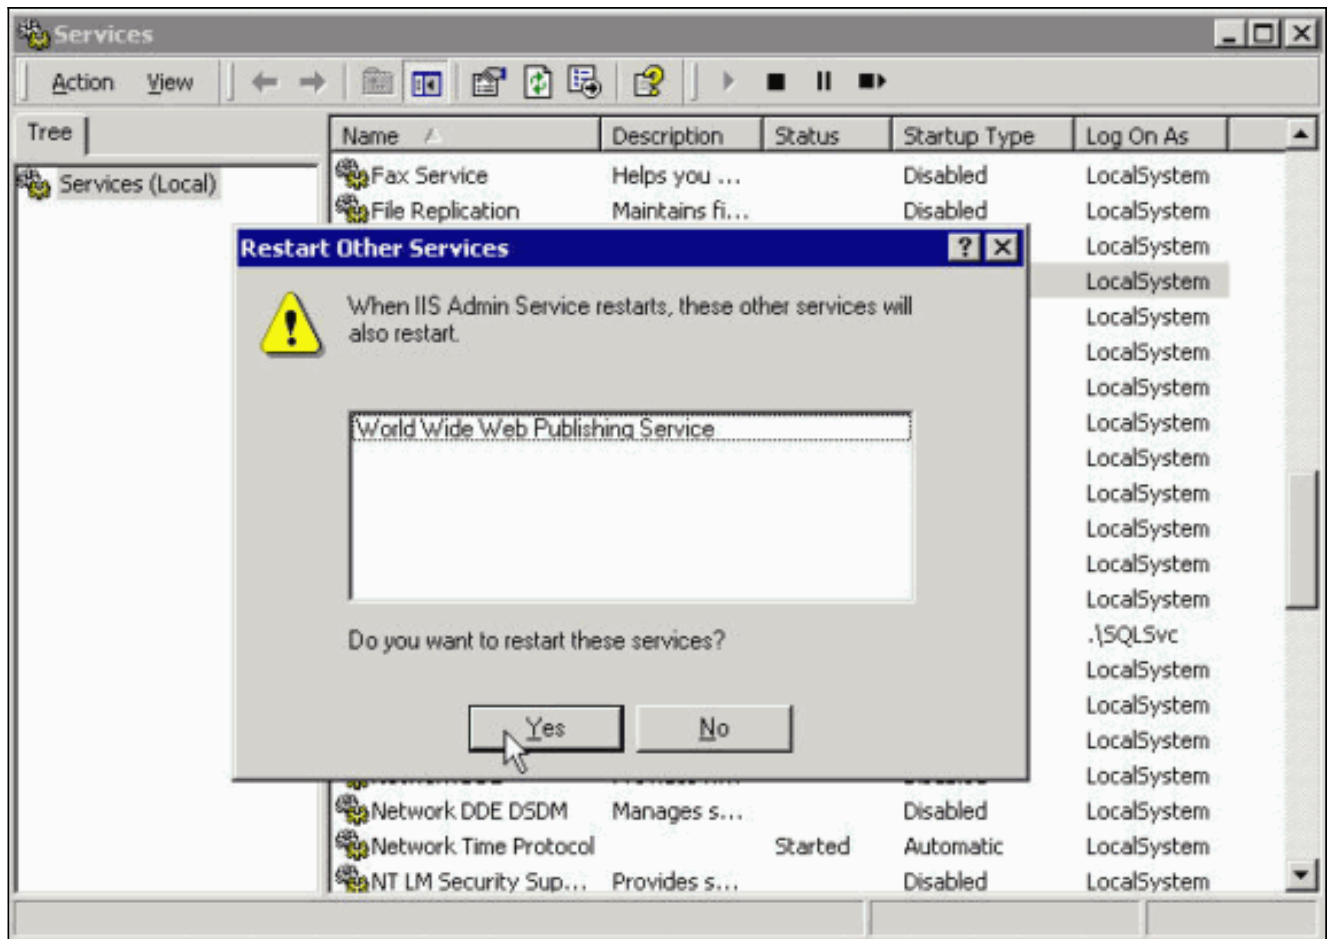 Services
Action View
Tree
Services (Local)
Name Description Status Startup Type Log On As
Fax Service Helps you ... Disabled LocalSystem
File Replication Maintains fi... Disabled LocalSystem
LocalSystem
LocalSystem
LocalSystem
LocalSystem
LocalSystem
LocalSystem
LocalSystem
LocalSystem
LocalSystem
LocalSystem
LocalSystem
.\SQLSvc
LocalSystem
LocalSystem
LocalSystem
LocalSystem
Network DDE DSDM Manages s... Disabled LocalSystem
Network Time Protocol Started Automatic LocalSystem
NT LM Security Sup... Provides s... Disabled LocalSystem
Restart Other Services
When IIS Admin Service restarts, these other services will
also restart.
World Wide Web Publishing Service
Do you want to restart these services?
Yes No